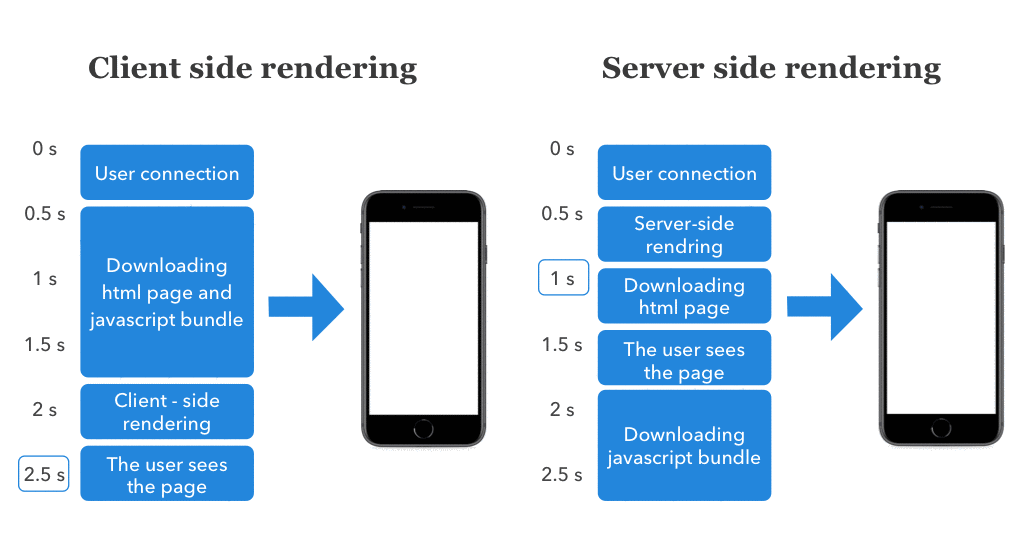 Client side rendering
0 s
0.5 s
1 s
1.5 s
2 s
2.5 s
User connection
Downloading
html page and
javascript bundle
Client - side
rendering
The user sees
the page
Server side rendering
0 s
0.5 s
1 s
1.5 s
2 s
2.5 s
User connection
Server-side
rendring
Downloading
html page
The user sees
the page
Downloading
javascript bundle